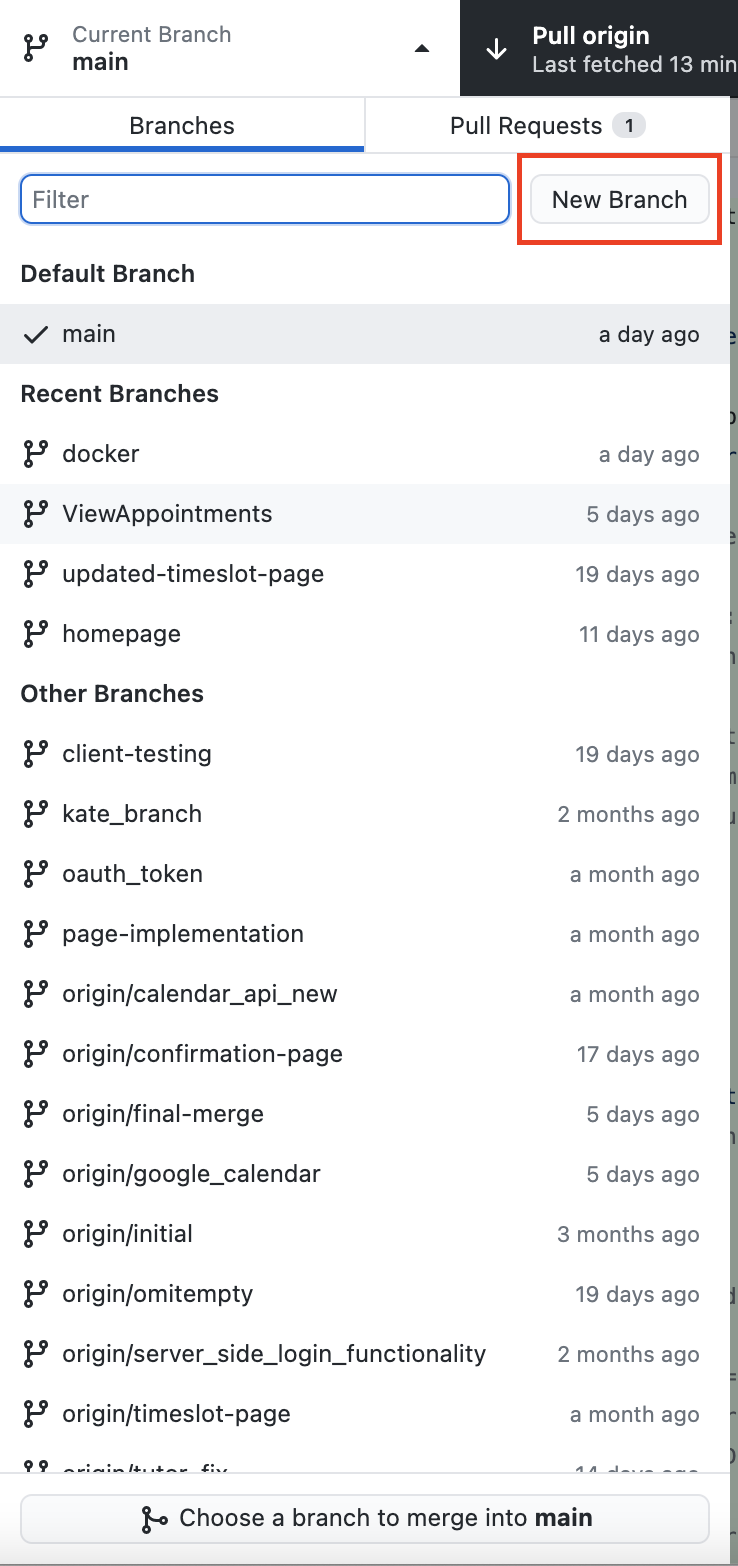 Current Branch
main
Pull origin
Last fetched 13 min
Branches
Pull Requests 1
Filter
New Branch
Default Branch
main a day ago
Recent Branches
docker a day ago
ViewAppointments 5 days ago
updated-timeslot-page 19 days ago
homepage 11 days ago
Other Branches
client-testing 19 days ago
kate_branch 2 months ago
oauth_token a month ago
page-implementation a month ago
origin/calendar_api_new a month ago
origin/confirmation-page 17 days ago
origin/final-merge 5 days ago
origin/google_calendar 5 days ago
origin/initial 3 months ago
origin/omitempty 19 days ago
origin/server_side_login_functionality 2 months ago
origin/timeslot-page a month ago
origin/tutor_fix 14 days ago
Choose a branch to merge into main